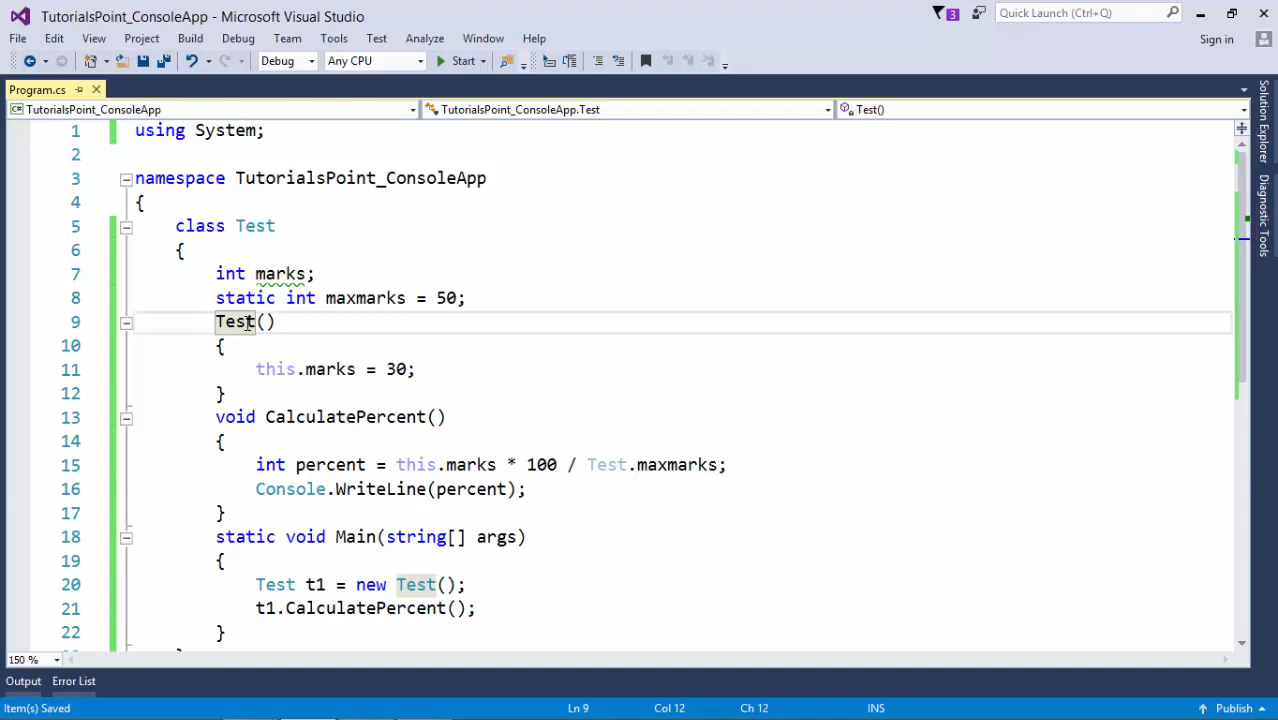 TutorialsPoint_ConsoleApp - Microsoft Visual Studio
3
Quick Launch (Ctrl+Q)
File Edit View Project Build Debug Team Tools Test Analyze Window Help
Sign in
Debug Any CPU Start
Program.cs
TutorialsPoint_ConsoleApp TutorialsPoint_ConsoleApp.Test Test()
1 using System;
2
3 namespace TutorialsPoint_ConsoleApp
4 {
5 class Test
6 {
7 int marks;
8 static int maxmarks = 50;
9 Test()
10 {
11 this.marks = 30;
12 }
13 void CalculatePercent()
14 {
15 int percent = this.marks * 100 / Test.maxmarks;
16 Console.WriteLine(percent);
17 }
18 static void Main(string[] args)
19 {
20 Test t1 = new Test();
21 t1.CalculatePercent();
22 }
Solution Explorer
Diagnostic Tools
150 %
Output Error List
Item(s) Saved Ln 9 Col 12 Ch 12 INS Publish